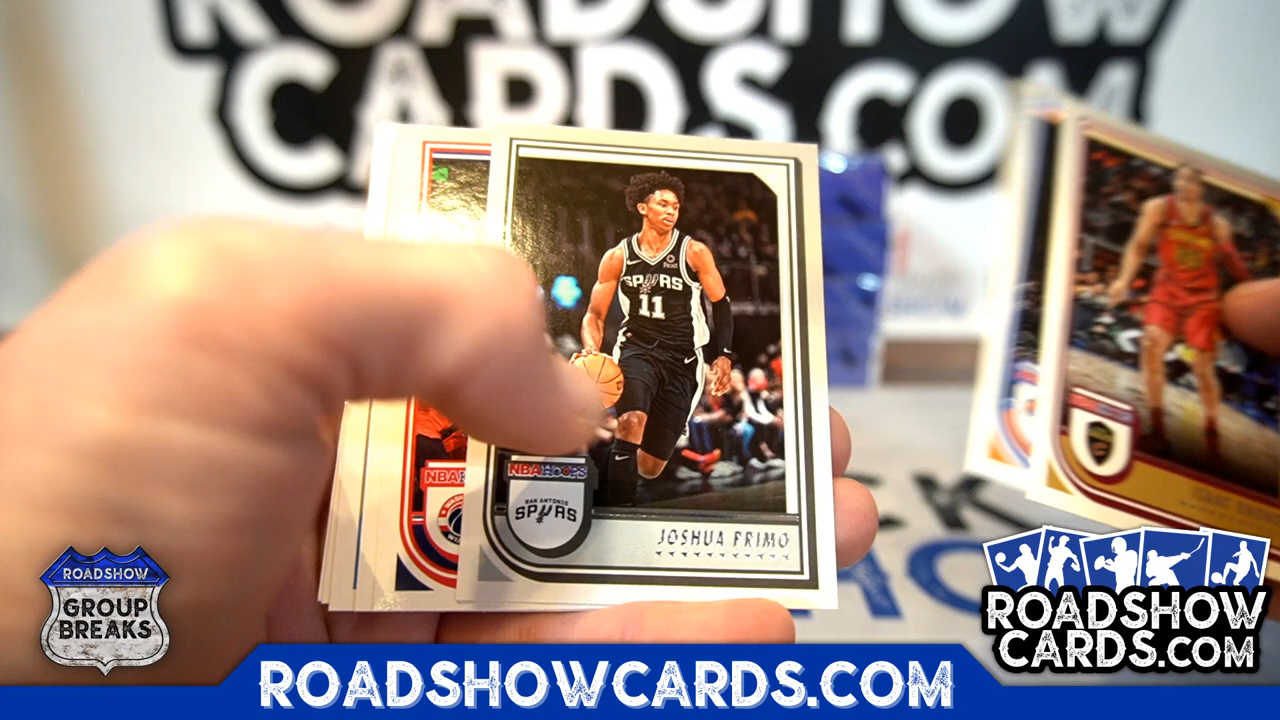 ROADSHOW
CARDS.COM
SPURS
11
NBA HOOPS
SAN ANTONIO
SPURS
JOSHUA PRIMO
NBA
ROADSHOW
GROUP
BREAKS
ROADSHOW
CARDS.COM
ROADSHOWCARDS.COM